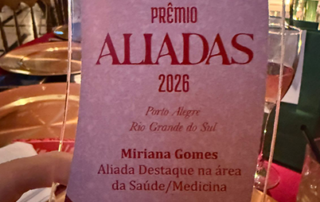 PRÊMIO
ALIADAS
2026
Porto Alegre
Rio Grande do Sul
Miriana Gomes
Aliada Destaque na área
da Saúde/Medicina